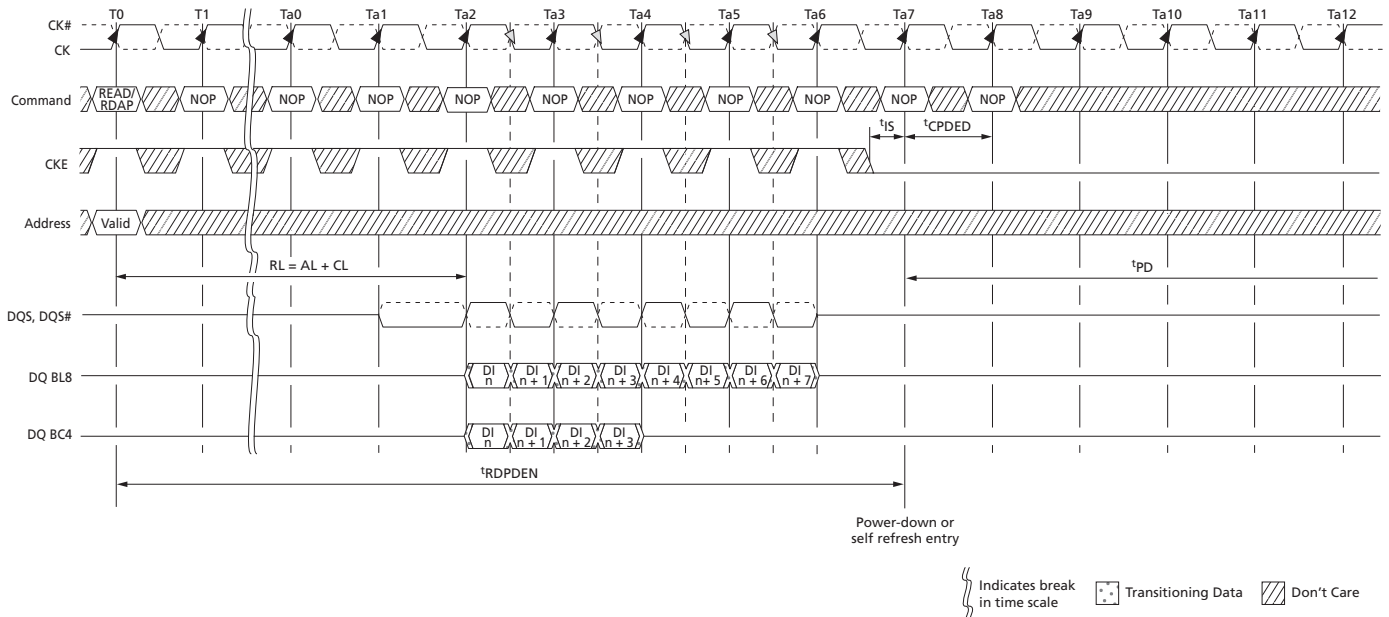 T0 T1 Ta0 Ta1 Ta2 Ta3 Ta4 Ta5 Ta6 Ta7 Ta8 Ta9 Ta10 Ta11 Ta12
CK#
CK
Command READ/ RDAP NOP NOP NOP NOP NOP NOP NOP NOP NOP NOP
tIS tCPDED
CKE
Address Valid
RL = AL + CL tPD
DQS, DQS#
DQ BL8 DI n DI n + 1 DI n + 2 DI n + 3 DI n + 4 DI n+ 5 DI n + 6 DI n + 7
DQ BC4 DI n DI n + 1 DI n + 2 DI n + 3
tRDPDEN
Power-down or
self refresh entry
Indicates break
in time scale
Transitioning Data
Don't Care